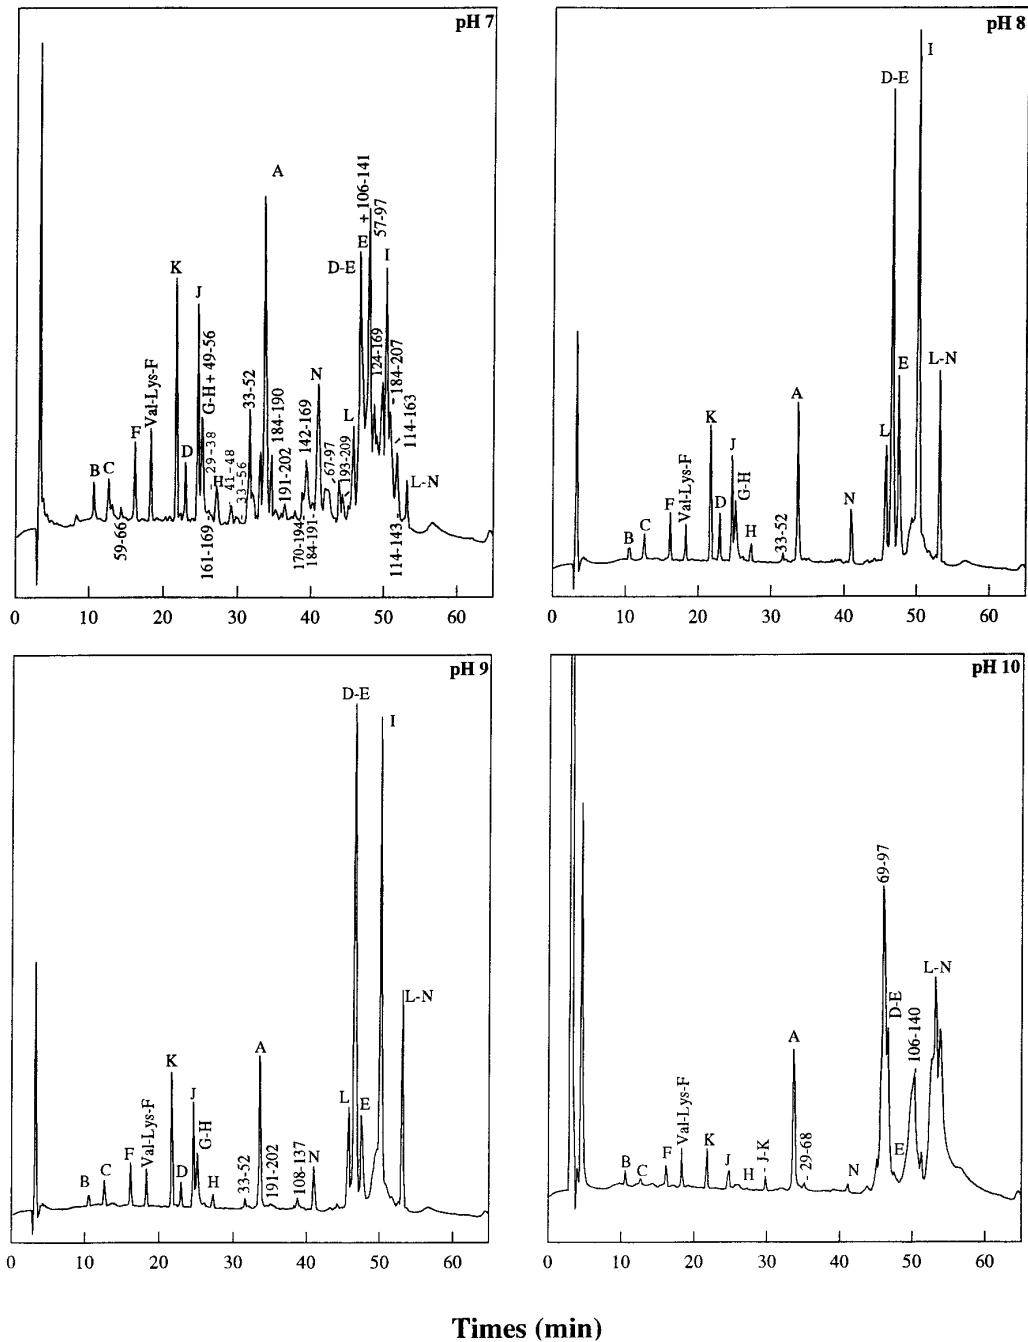 pH 7
A
E + 106-141
57-97
D-E
I
K
J
G-H + 49-56
Val-Lys-F
F
B
C
D
59-66
161-169
29-38
H
41-48
33-56
33-52
184-190
191-202
142-169
N
170-194
184-191
67-97
193-209
L
124-169
184-207
114-163
114-143
L-N
0 10 20 30 40 50 60
pH 8
I
D-E
A
E
L-N
K
L
J
G-H
Val-Lys-F
F
D
B
C
H
33-52
N
0 10 20 30 40 50 60
pH 9
D-E
I
L-N
A
K
L
E
J
G-H
Val-Lys-F
F
D
B
C
H
33-52
191-202
108-137
N
0 10 20 30 40 50 60
pH 10
69-97
D-E
L-N
106-140
A
Val-Lys-F
K
F
B
C
J
H
J-K
29-68
N
E
0 10 20 30 40 50 60
Times (min)